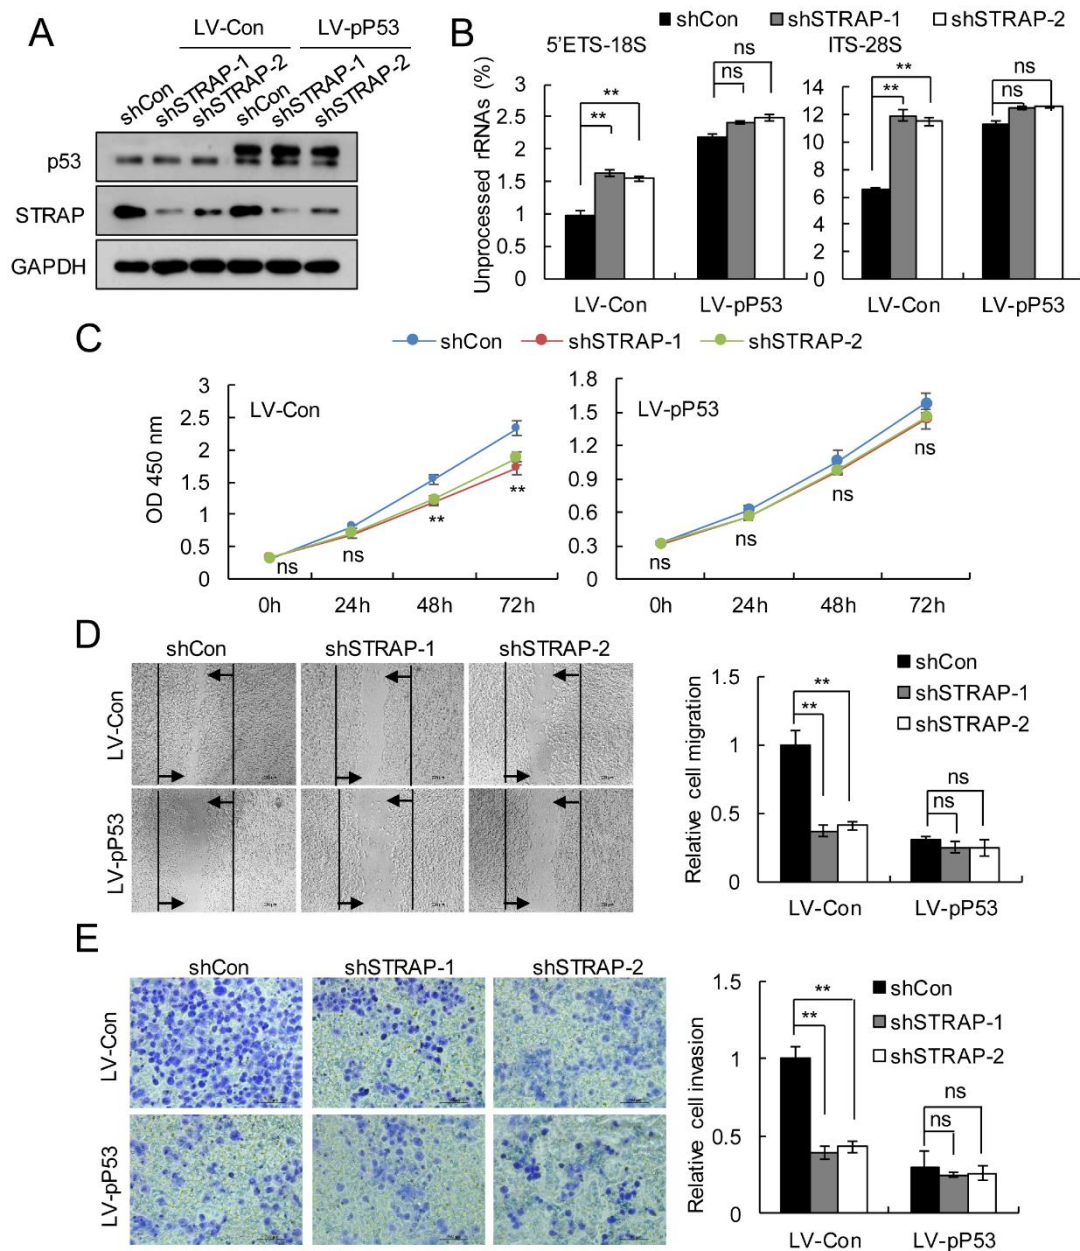 A
LV-Con LV-pP53
shCon shSTRAP-1 shSTRAP-2 shCon shSTRAP-1 shSTRAP-2
p53
STRAP
GAPDH
B
shCon shSTRAP-1 shSTRAP-2
5'ETS-18S ITS-28S
Unprocessed rRNAs (%)
3
2.5
2
1.5
1
0.5
0
** ** ns ns
LV-Con LV-pP53
14
12
10
8
6
4
2
0
** ** ns ns
LV-Con LV-pP53
C
shCon shSTRAP-1 shSTRAP-2
OD 450 nm
LV-Con
3
2.5
2
1.5
1
0.5
0
ns ns ** **
0h 24h 48h 72h
LV-pP53
1.8
1.5
1.2
0.9
0.6
0.3
0
ns ns ns ns
0h 24h 48h 72h
D
shCon shSTRAP-1 shSTRAP-2
LV-Con
LV-pP53
Relative cell migration
1.5
1
0.5
0
shCon
shSTRAP-1
shSTRAP-2
** ** ns ns
LV-Con LV-pP53
E
shCon shSTRAP-1 shSTRAP-2
LV-Con
LV-pP53
Relative cell invasion
1.5
1
0.5
0
shCon
shSTRAP-1
shSTRAP-2
** ** ns ns
LV-Con LV-pP53